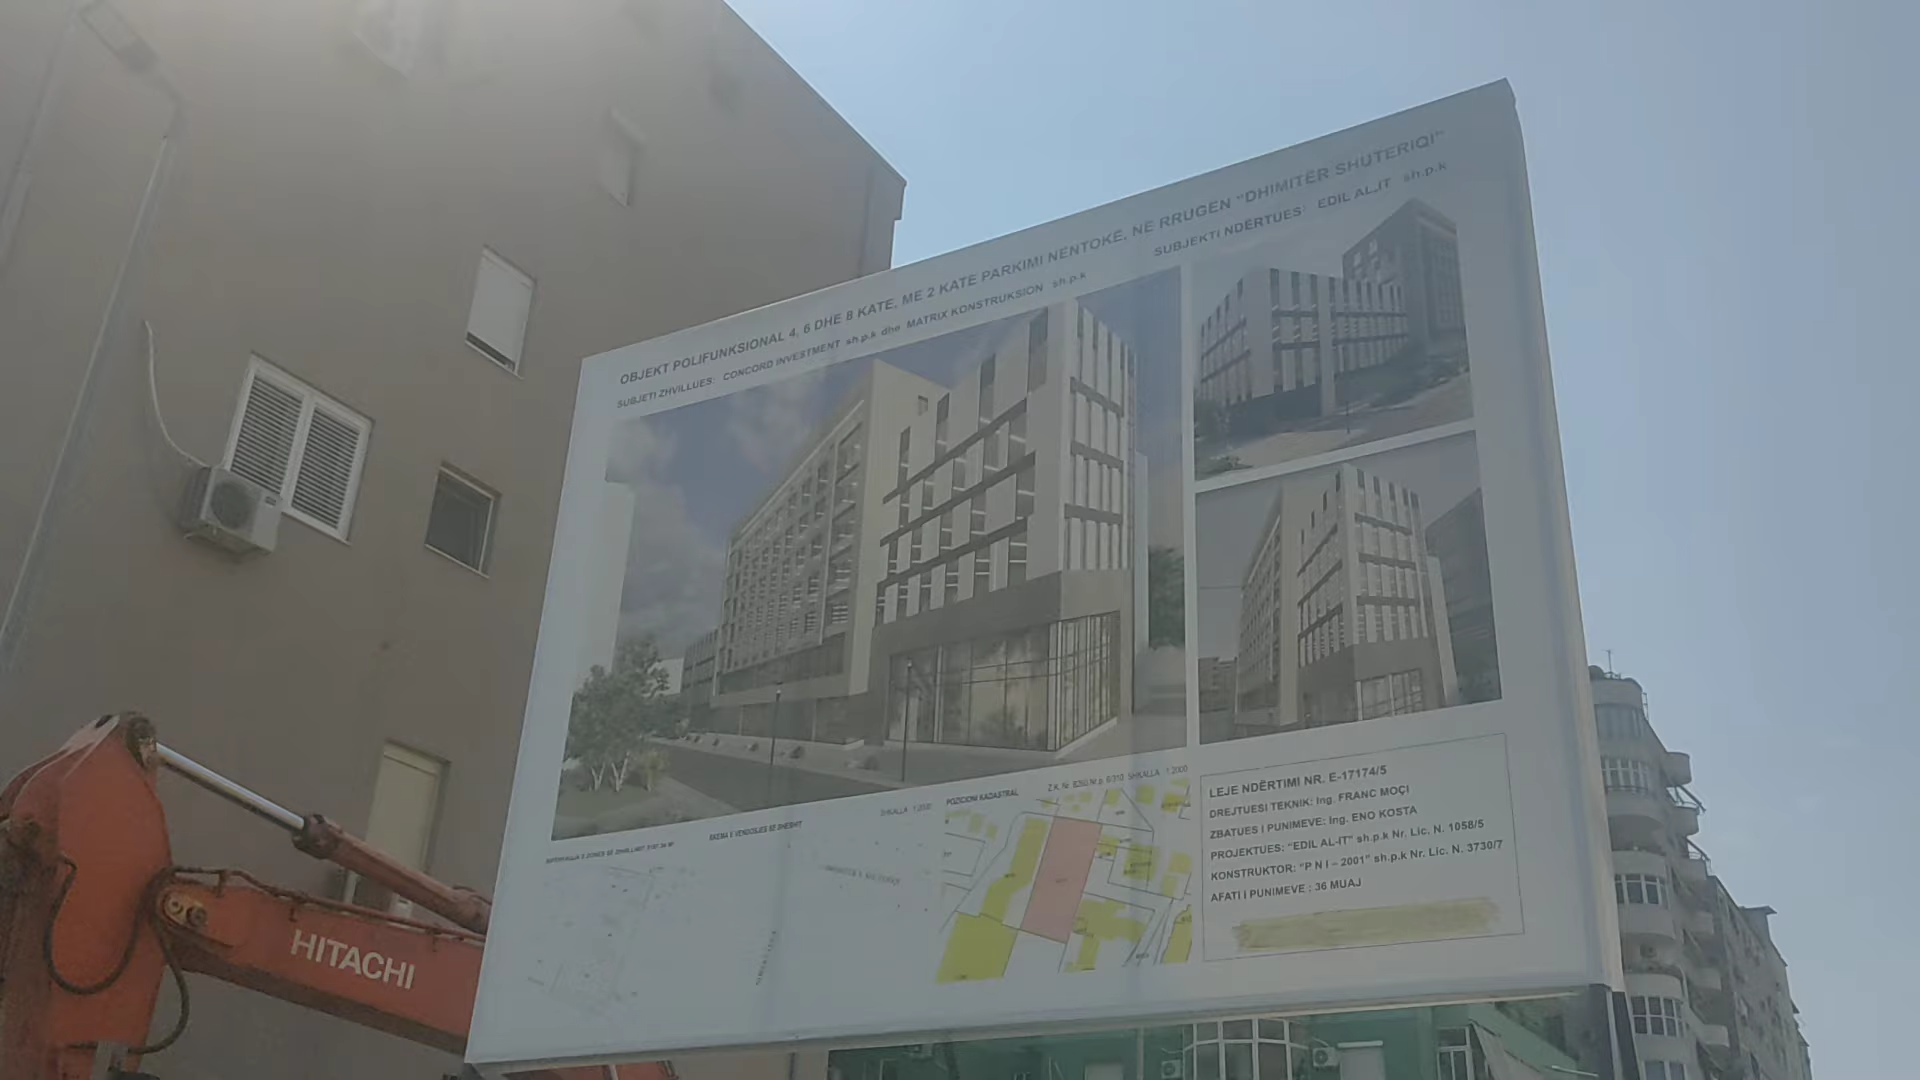 OBJEKT POLIFUNKSIONAL 4, 6 DHE 8 KATE, ME 2 KATE PARKIMI NENTOKE, NE RRUGEN "DHIMITËR SHUTERIQI"
SUBJETI ZHVILLUES: CONCORD INVESTMENT sh.p.k dhe MATRIX KONSTRUKSION sh.p.k
SUBJEKTI NDËRTUES: EDIL ALJIT sh.p.k
SHKALLA
POZICIONI KADASTRAL
SHKALLA 1:2000
LEJE NDËRTIMI NR. E-17174/5
DREJTUESI TEKNIK: Ing. FRANC MOÇI
ZBATUES I PUNIMEVE: Ing. ENO KOSTA
PROJEKTUES: "EDIL AL-IT" sh.p.k Nr. Lic. N. 1058/5
KONSTRUKTOR: "P N I – 2001" sh.p.k Nr. Lic. N. 3730/7
AFATI I PUNIMEVE : 36 MUAJ
HITACHI